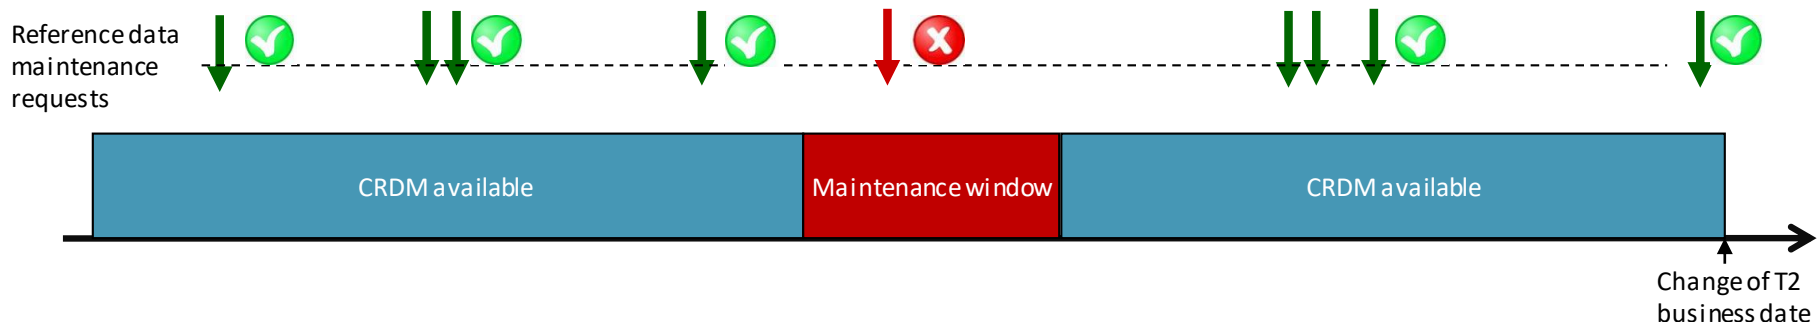 Reference data
maintenance
requests
CRDM available
Maintenance window
CRDM available
Change of T2
business date